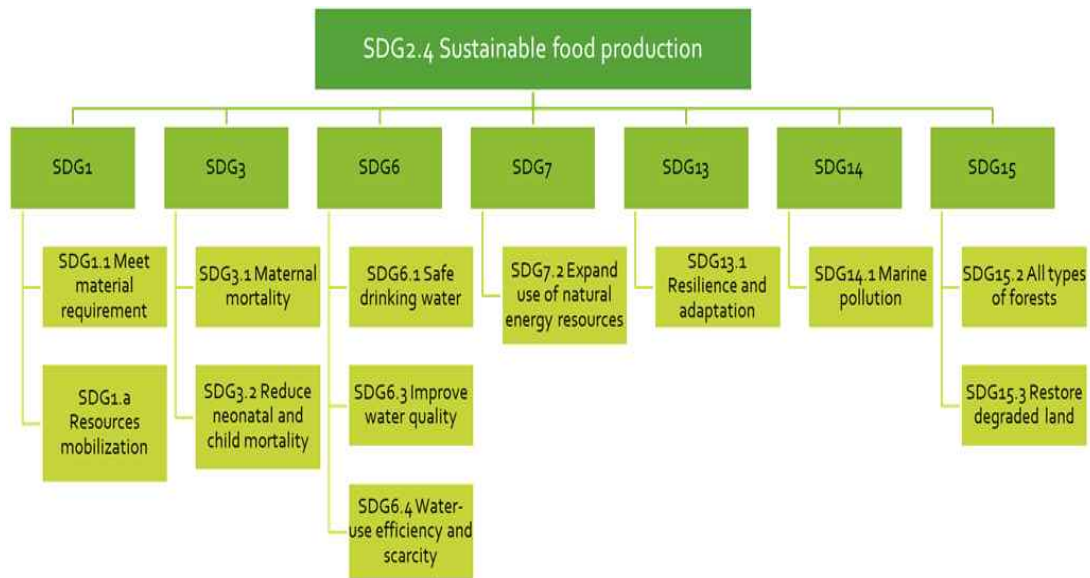 SDG2.4 Sustainable food production
SDG1
SDG3
SDG6
SDG7
SDG13
SDG14
SDG15
SDG1.1 Meet
material
requirement
SDG1.a
Resources
mobilization
SDG3.1 Maternal
mortality
SDG3.2 Reduce
neonatal and
child mortality
SDG6.1 Safe
drinking water
SDG6.3 Improve
water quality
SDG6.4 Water-
use efficiency and
scarcity
SDG7.2 Expand
use of natural
energy resources
SDG13.1
Resilience and
adaptation
SDG14.1 Marine
pollution
SDG15.2 All types
of forests
SDG15.3 Restore
degraded land